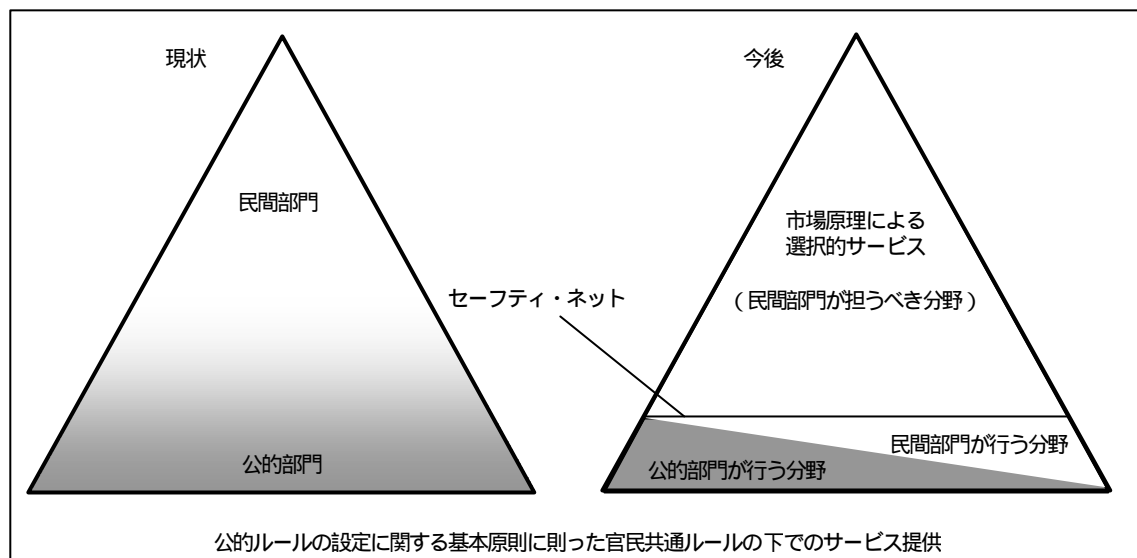 現状
民間部門
公的部門
今後
市場原理による
選択的サービス
（民間部門が担うべき分野）
セーフティ・ネット
民間部門が行う分野
公的部門が行う分野
公的ルールの設定に関する基本原則に則った官民共通ルールの下でのサービス提供